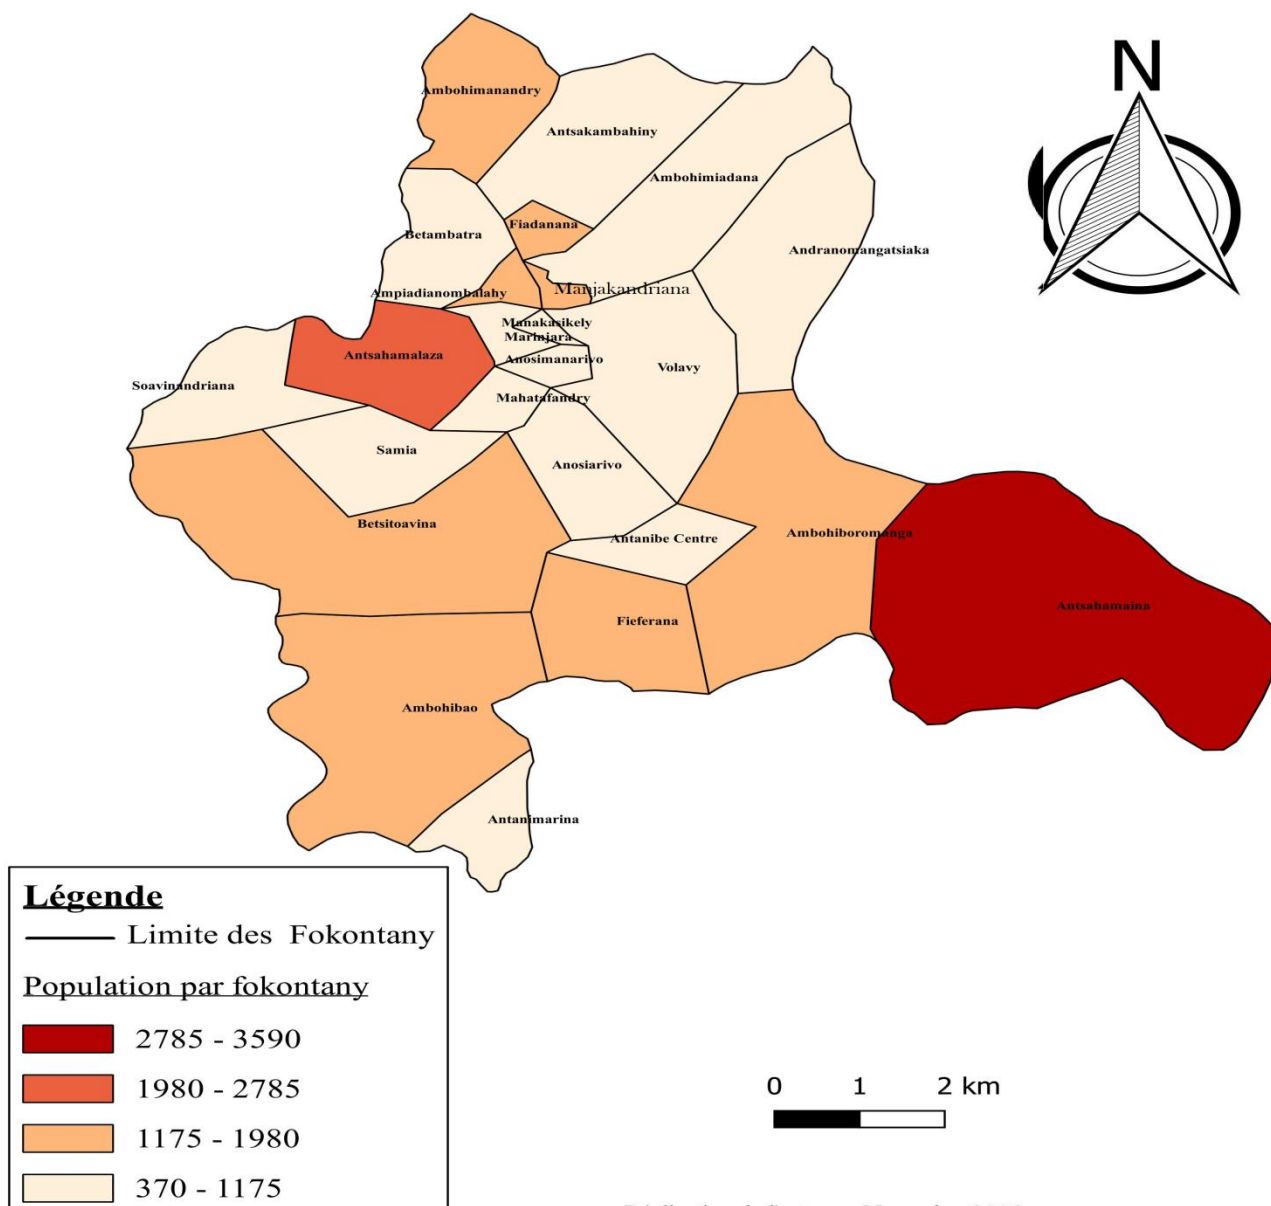 N
Ambohimanandry
Antsakambahiny
Ambohimiadana
Fiadanana
Betambatra
Andranomangatsiaka
Manjakandriana
Ampiadianombalahy
Manakasikely
Marinjara
Antsahamalaza
Anosimanarivo
Volavy
Soavinandriana
Mahatafandry
Samia
Anosiarivo
Betsitoavina
Antanibe Centre
Ambohiboromanga
Antsahamaina
Fieferana
Ambohibao
Antanimarina
Légende
Limite des Fokontany
Population par fokontany
2785 - 3590
1980 - 2785
1175 - 1980
370 - 1175
0 1 2 km